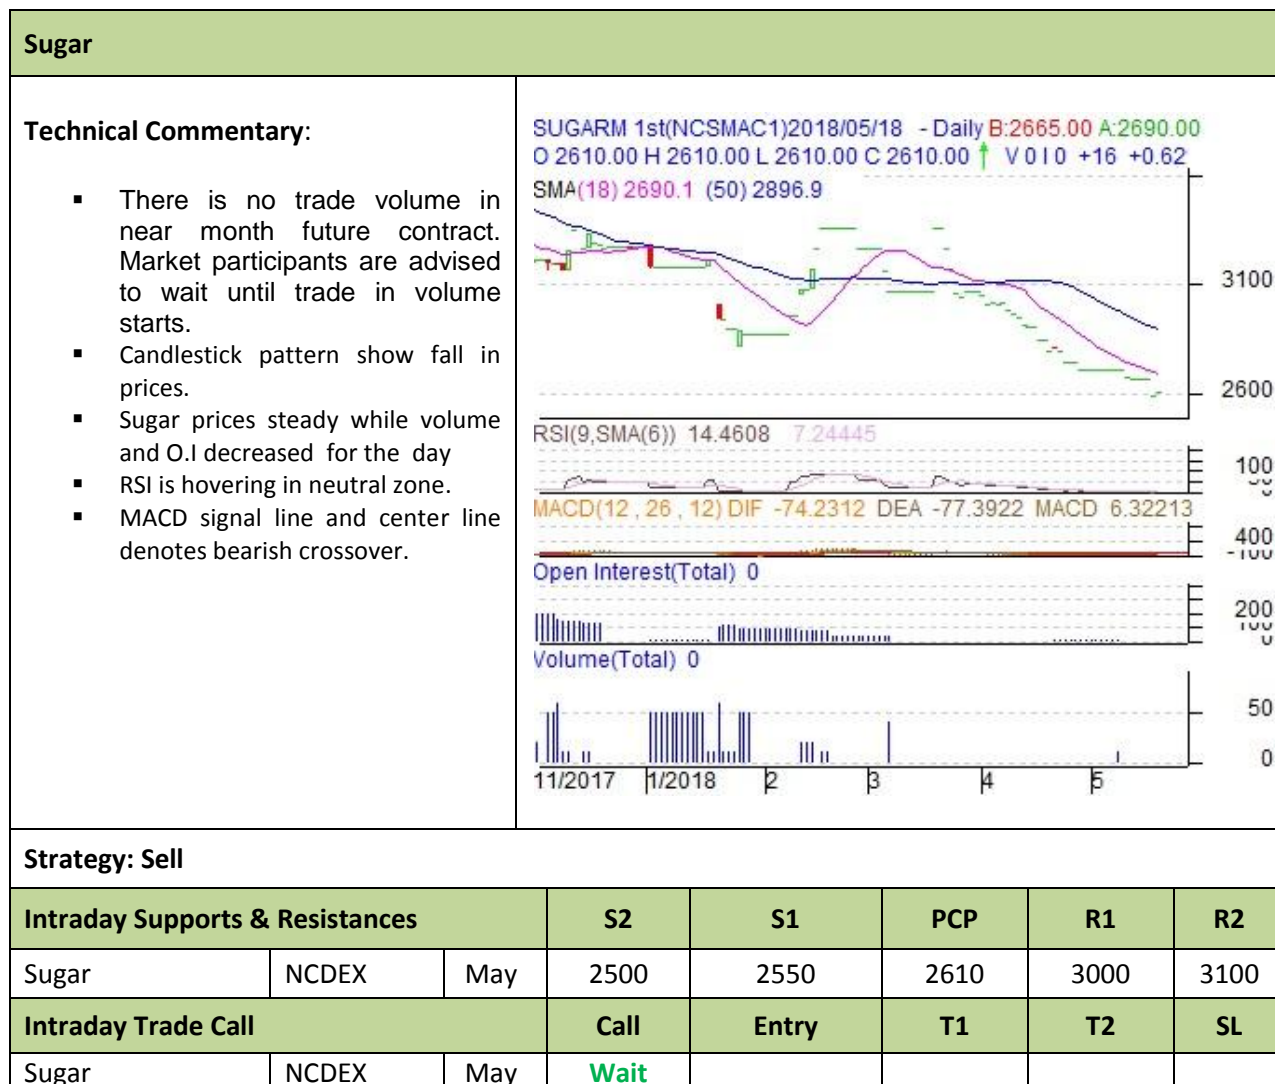 Sugar
Technical Commentary:
▪ There is no trade volume in
near month future contract.
Market participants are advised
to wait until trade in volume
starts.
▪ Candlestick pattern show fall in
prices.
▪ Sugar prices steady while volume
and O.I decreased for the day
▪ RSI is hovering in neutral zone.
▪ MACD signal line and center line
denotes bearish crossover.
SUGARM 1st(NCSMAC1)2018/05/18 - Daily B:2665.00 A:2690.00
O 2610.00 H 2610.00 L 2610.00 C 2610.00 ↑ V 0 I 0 +16 +0.62
SMA(18) 2690.1 (50) 2896.9
3100
2600
RSI(9,SMA(6)) 14.4608 7.24445
100
MACD(12 , 26 , 12) DIF -74.2312 DEA -77.3922 MACD 6.32213
400
-100
Open Interest(Total) 0
200
100
0
Volume(Total) 0
50
0
11/2017 1/2018 2 3 4 5
Strategy: Sell
Intraday Supports & Resistances S2 S1 PCP R1 R2
Sugar NCDEX May 2500 2550 2610 3000 3100
Intraday Trade Call Call Entry T1 T2 SL
Sugar NCDEX May Wait